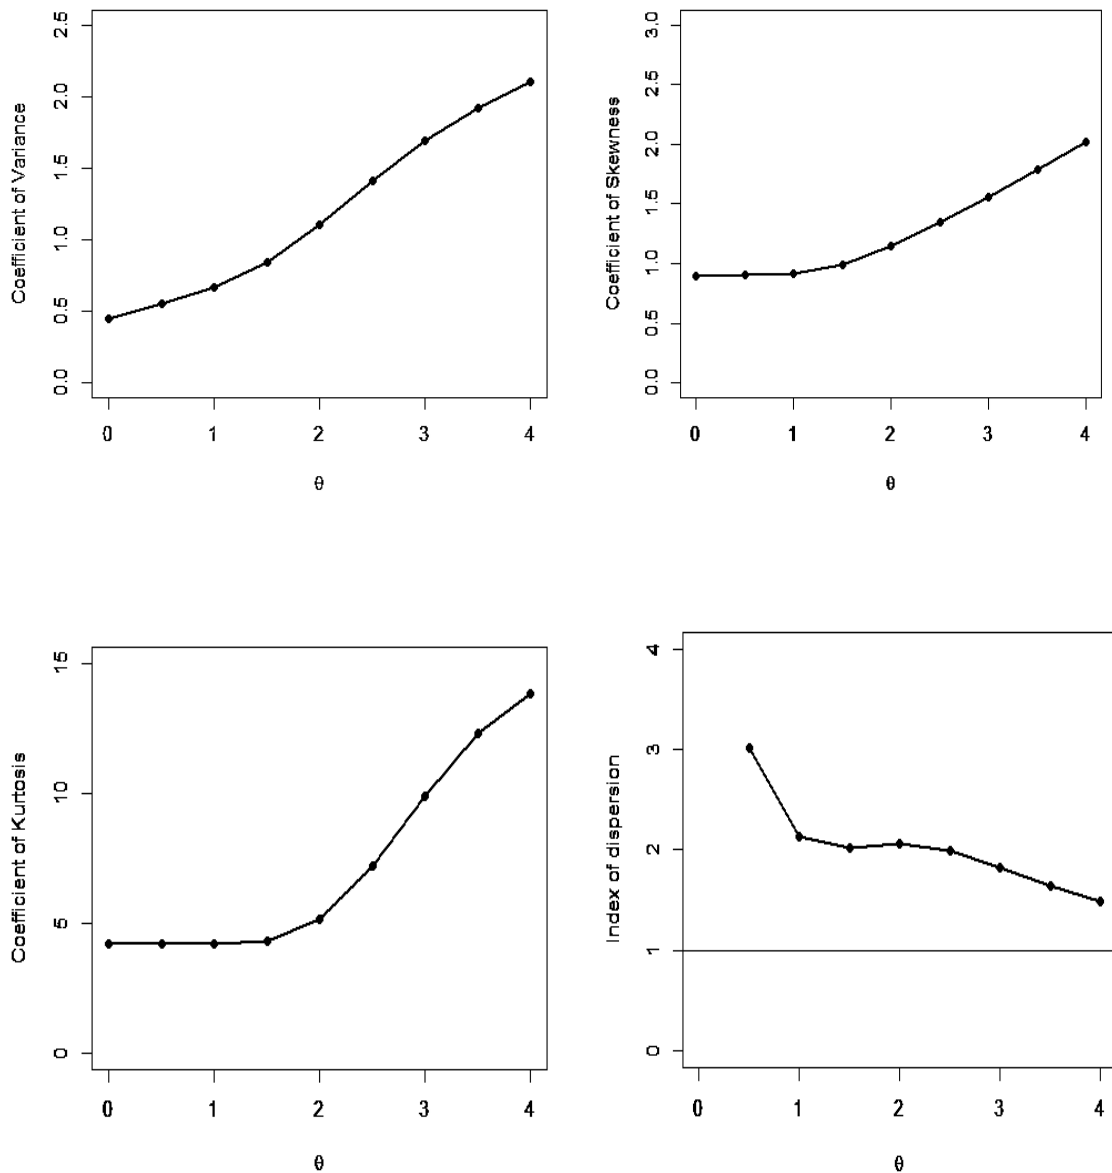 Coefficient of Variance
2.5
2.0
1.5
1.0
0.5
0.0
0 1 2 3 4
θ
Coefficient of Skewness
3.0
2.5
2.0
1.5
1.0
0.5
0.0
0 1 2 3 4
θ
Coefficient of Kurtosis
15
10
5
0
0 1 2 3 4
θ
Index of dispersion
4
3
2
1
0
0 1 2 3 4
θ